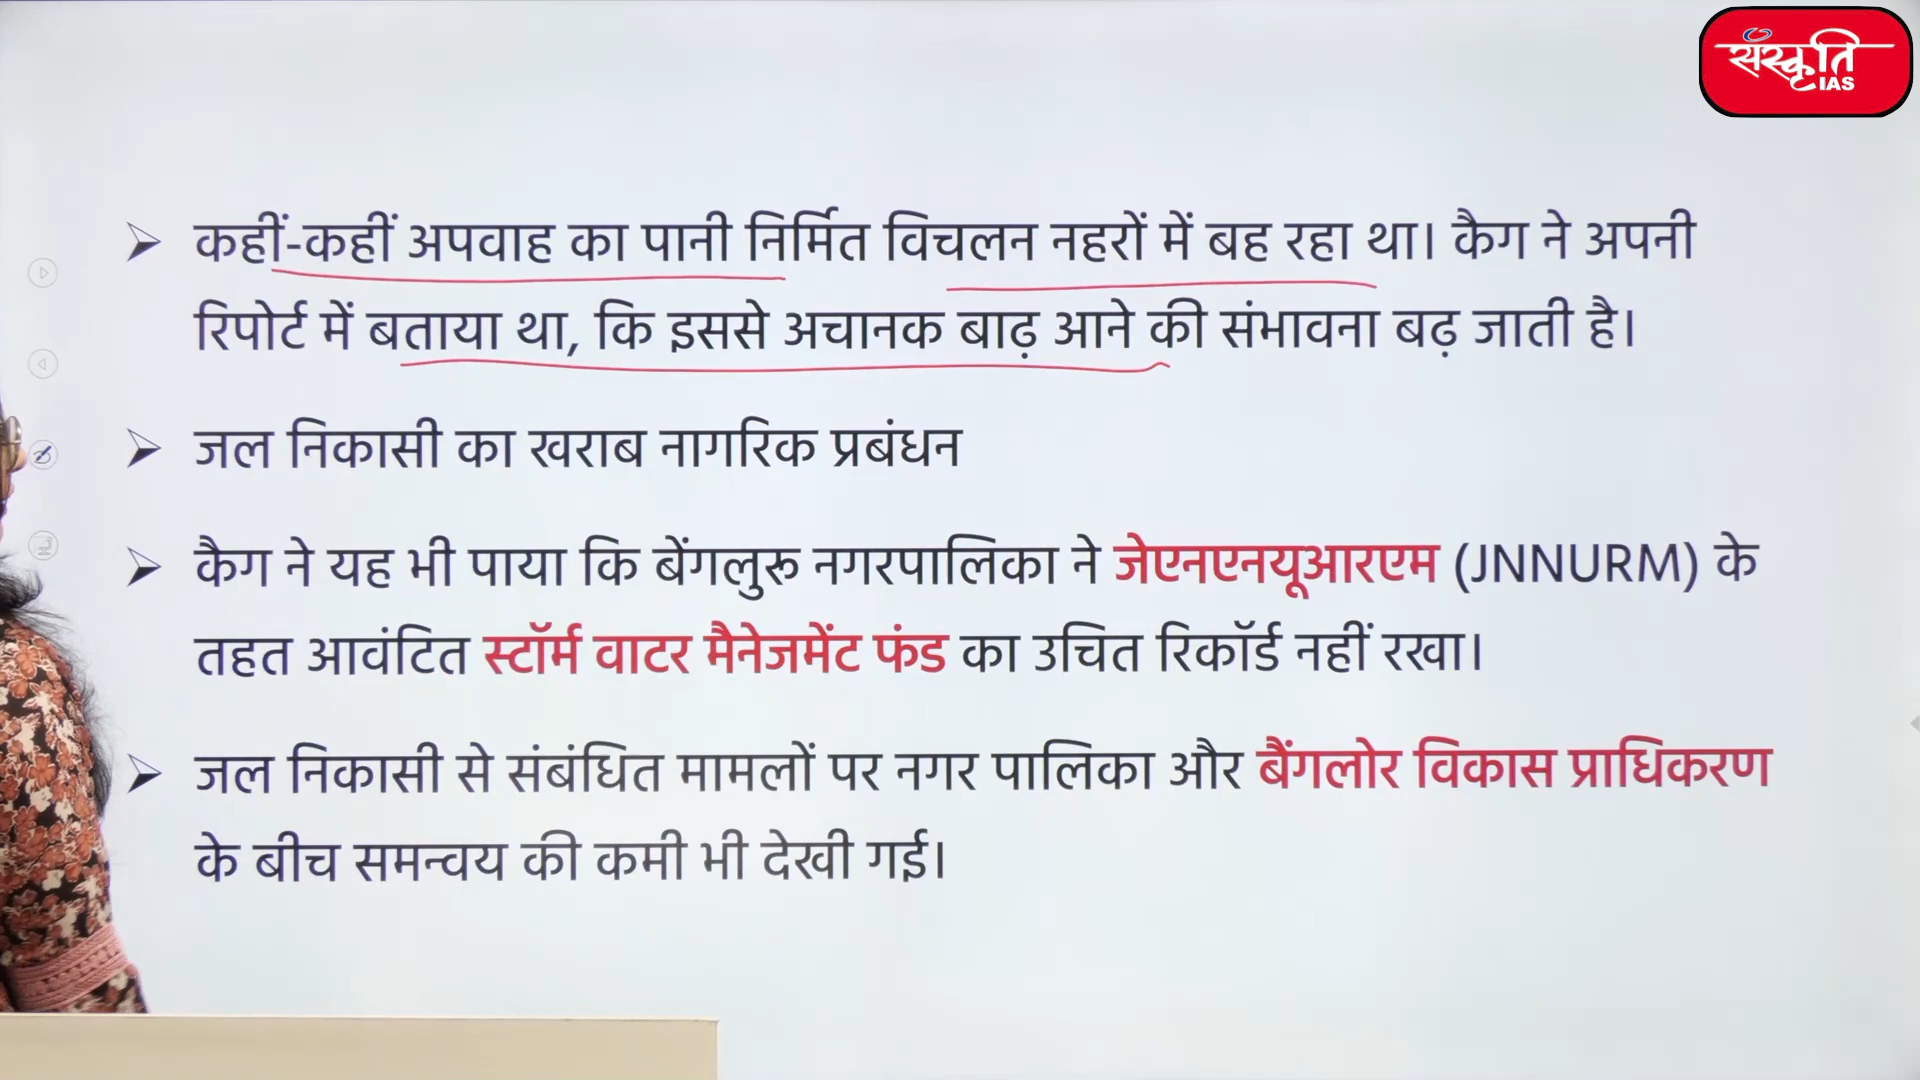 संस्कृति
IAS
➢ कहीं-कहीं अपवाह का पानी निर्मित विचलन नहरों में बह रहा था। कैग ने अपनी
रिपोर्ट में बताया था, कि इससे अचानक बाढ़ आने की संभावना बढ़ जाती है।
➢ जल निकासी का खराब नागरिक प्रबंधन
➢ कैग ने यह भी पाया कि बेंगलुरू नगरपालिका ने जेएनएनयूआरएम (JNNURM) के
तहत आवंटित स्टॉर्म वाटर मैनेजमेंट फंड का उचित रिकॉर्ड नहीं रखा।
➢ जल निकासी से संबंधित मामलों पर नगर पालिका और बैंगलोर विकास प्राधिकरण
के बीच समन्वय की कमी भी देखी गई।